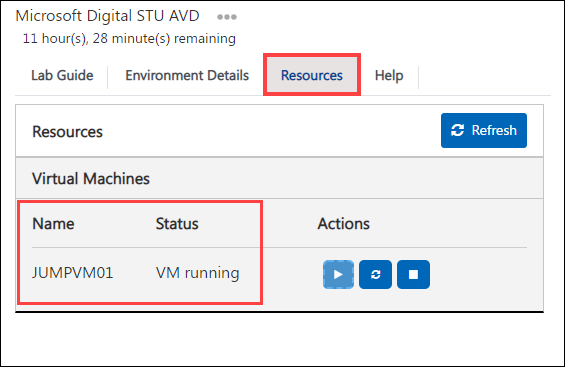 Microsoft Digital STU AVD
11 hour(s), 28 minute(s) remaining
Lab Guide Environment Details Resources Help
Resources Refresh
Virtual Machines
Name Status Actions
JUMPVM01 VM running